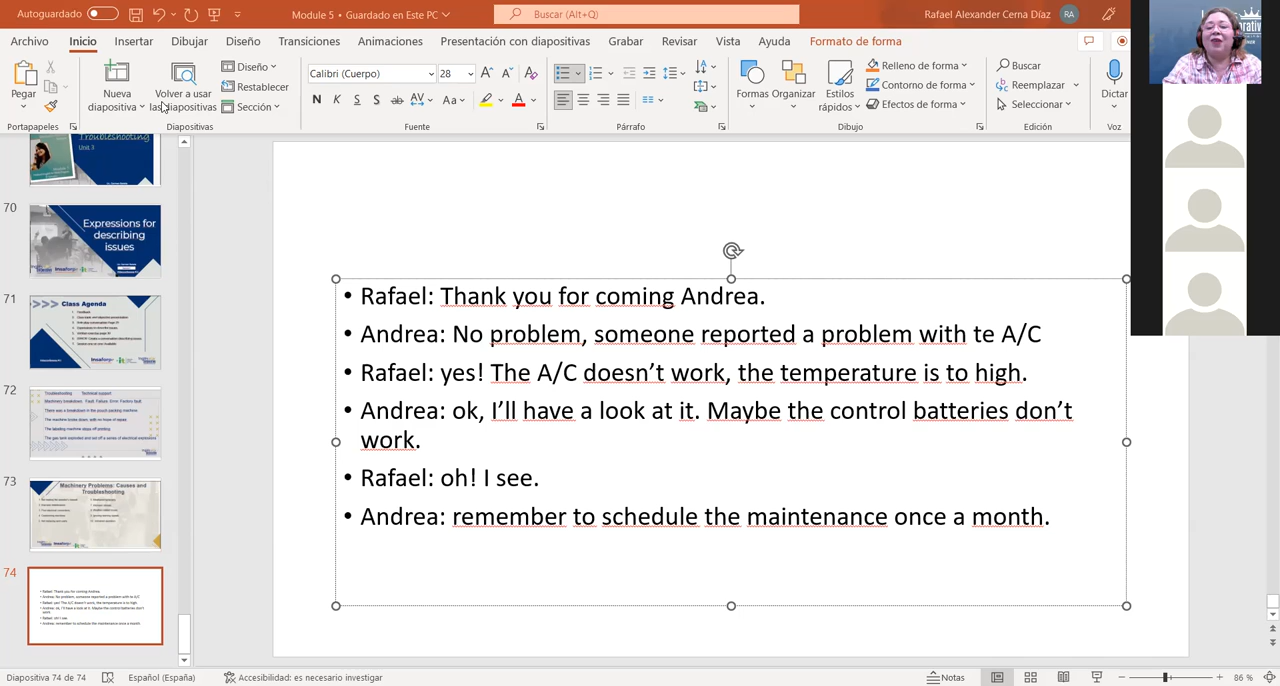 Autoguardado
Module 5 • Guardado en Este PC
Buscar (Alt+Q)
Rafael Alexander Cerna Díaz
RA
Archivo Inicio Insertar Dibujar Diseño Transiciones Animaciones Presentación con diapositivas Grabar Revisar Vista Ayuda Formato de forma
Pegar
Nueva diapositiva
Volver a usar las diapositivas
Diseño
Restablecer
Sección
Calibri (Cuerpo) 28
N K S S ab AV Aa A
Formas Organizar Estilos rápidos
Relleno de forma
Contorno de forma
Efectos de forma
Buscar
Reemplazar
Seleccionar
Dictar
Portapapeles Diapositivas Fuente Párrafo Dibujo Edición Voz
Troubleshooting
Unit 3
70
Expressions for
describing
issues
71
Class Agenda
72
Troubleshooting Technical support
73
Machinery Problems: Causes and
Troubleshooting
74
• Rafael: Thank you for coming Andrea.
• Andrea: No problem, someone reported a problem with te A/C
• Rafael: yes! The A/C doesn't work, the temperature is to high.
• Andrea: ok, I'll have a look at it. Maybe the control batteries don't
work.
• Rafael: oh! I see.
• Andrea: remember to schedule the maintenance once a month.
Diapositiva 74 de 74
Español (España)
Accesibilidad: es necesario investigar
Notas
86 %